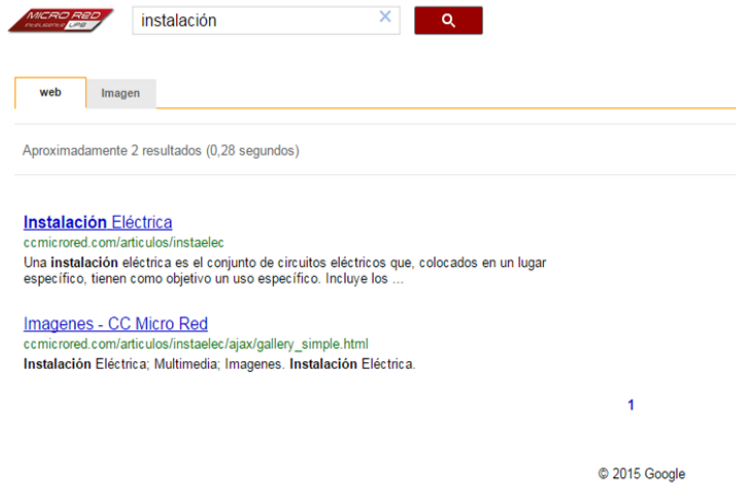 MICRO RED
INTELIGENTE UPB
instalación
web
Imagen
Aproximadamente 2 resultados (0,28 segundos)
Instalación Eléctrica
ccmicrored.com/articulos/instaelec
Una instalación eléctrica es el conjunto de circuitos eléctricos que, colocados en un lugar
específico, tienen como objetivo un uso específico. Incluye los ...
Imagenes - CC Micro Red
ccmicrored.com/articulos/instaelec/ajax/gallery_simple.html
Instalación Eléctrica; Multimedia; Imagenes. Instalación Eléctrica.
1
© 2015 Google